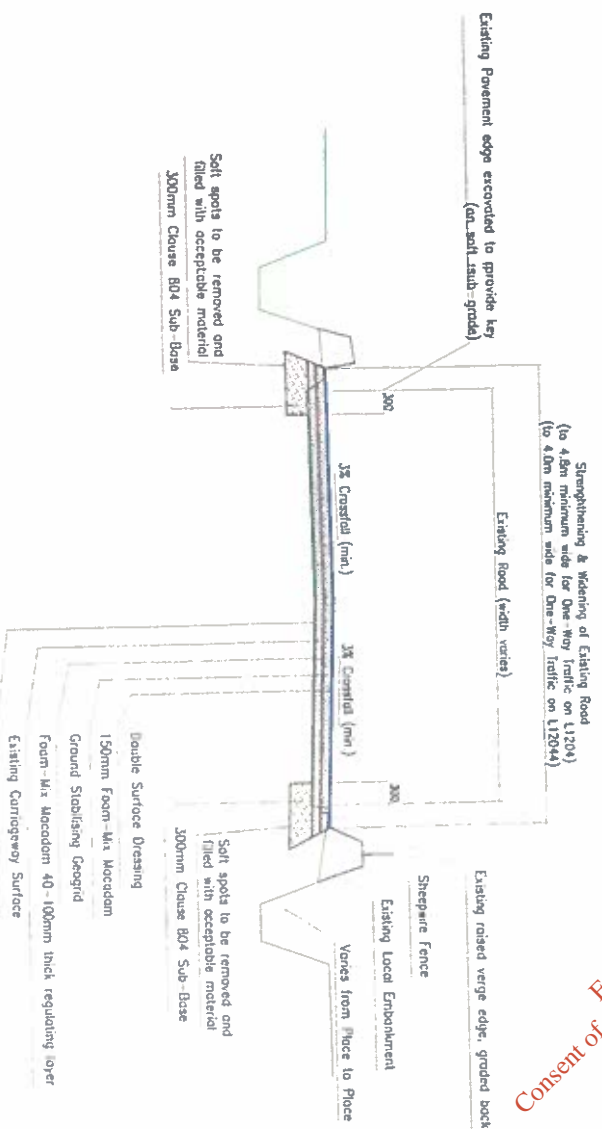 Strenghthening & Widening of Existing Road
(to 4.8m minimum wide for One-Way Traffic on L1204)
(to 4.0m minimum wide for One-Way Traffic on L12044)
Existing Road (width varies)
Existing Pavement edge excavated to pprovide key
(on soft sub-grade)
300
300
3% Crossfall (min.)
3% Crossfall (min)
Existing raised verge edge, graded back
Sheepwire Fence
Existing Local Embankment
Varies from Place to Place
Soft spots to be removed and
filled with acceptable material
300mm Clause 804 Sub-Base
Soft spots to be removed and
filled with acceptable material
300mm Clause 804 Sub-Base
Double Surface Dressing
150mm Foam-Mix Macadam
Ground Stabilising Geogrid
Foam-Mix Macadam 40-100mm thick regulating layer
Existing Carriageway Surface
Consent of